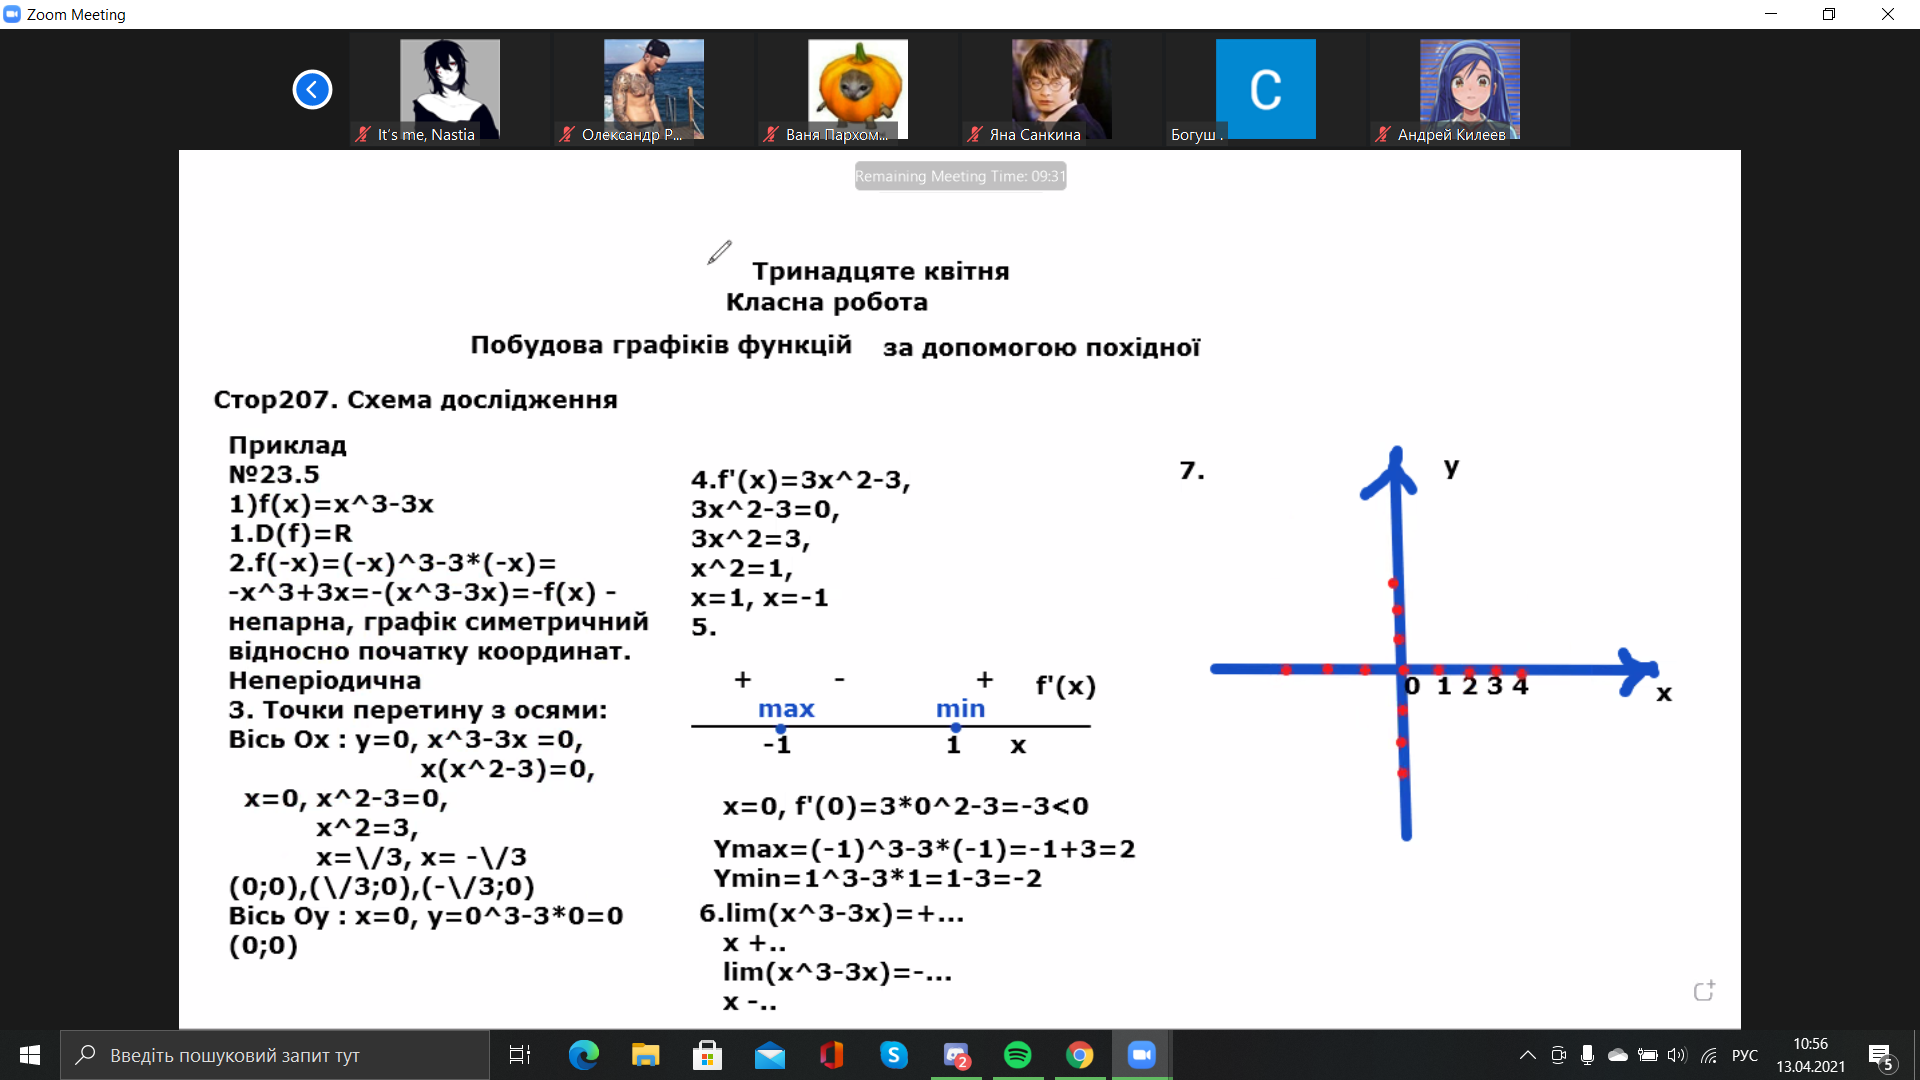 Zoom Meeting
It's me, Nastia
Олександр Р...
Ваня Пархом...
Яна Санкина
C
Богуш .
Андрей Килеев
Remaining Meeting Time: 09:31
Тринадцяте квітня
Класна робота
Побудова графіків функцій за допомогою похідної
Стор207. Схема дослідження
Приклад
№23.5
1)f(x)=x^3-3x
1.D(f)=R
2.f(-x)=(-x)^3-3*(-x)=
-x^3+3x=-(x^3-3x)=-f(x) -
непарна, графік симетричний
відносно початку координат.
Неперіодична
3. Точки перетину з осями:
Вісь Ox : y=0, x^3-3x =0,
x(x^2-3)=0,
x=0, x^2-3=0,
x^2=3,
x=\/3, x= -\/3
(0;0),(\/3;0),(-\/3;0)
Вісь Oy : x=0, y=0^3-3*0=0
(0;0)
4.f'(x)=3x^2-3,
3x^2-3=0,
3x^2=3,
x^2=1,
x=1, x=-1
5.
+ - + f'(x)
max min
-1 1 x
x=0, f'(0)=3*0^2-3=-3<0
Ymax=(-1)^3-3*(-1)=-1+3=2
Ymin=1^3-3*1=1-3=-2
6.lim(x^3-3x)=+...
x +..
lim(x^3-3x)=-...
x -..
7.
y
0 1 2 3 4
x
Введіть пошуковий запит тут
2
РУС
10:56
13.04.2021
5